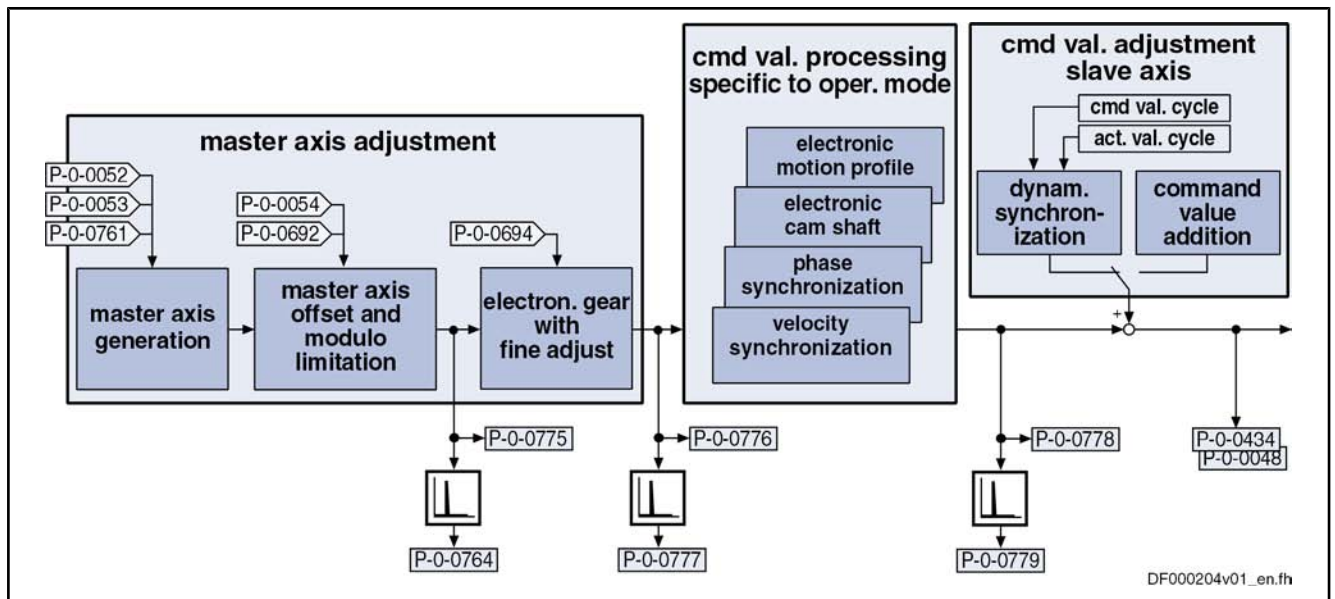 master axis adjustment
P-0-0052
P-0-0053
P-0-0761
P-0-0054
P-0-0692
P-0-0694
master axis
generation
master axis
offset and
modulo
limitation
electron. gear
with
fine adjust
cmd val. processing
specific to oper. mode
electronic
motion profile
electronic
cam shaft
phase
synchronization
velocity
synchronization
cmd val. adjustment
slave axis
cmd val. cycle
act. val. cycle
dynam.
synchron-
ization
command
value
addition
+
P-0-0775
P-0-0764
P-0-0776
P-0-0777
P-0-0778
P-0-0779
P-0-0434
P-0-0048
DF000204v01_en.fh